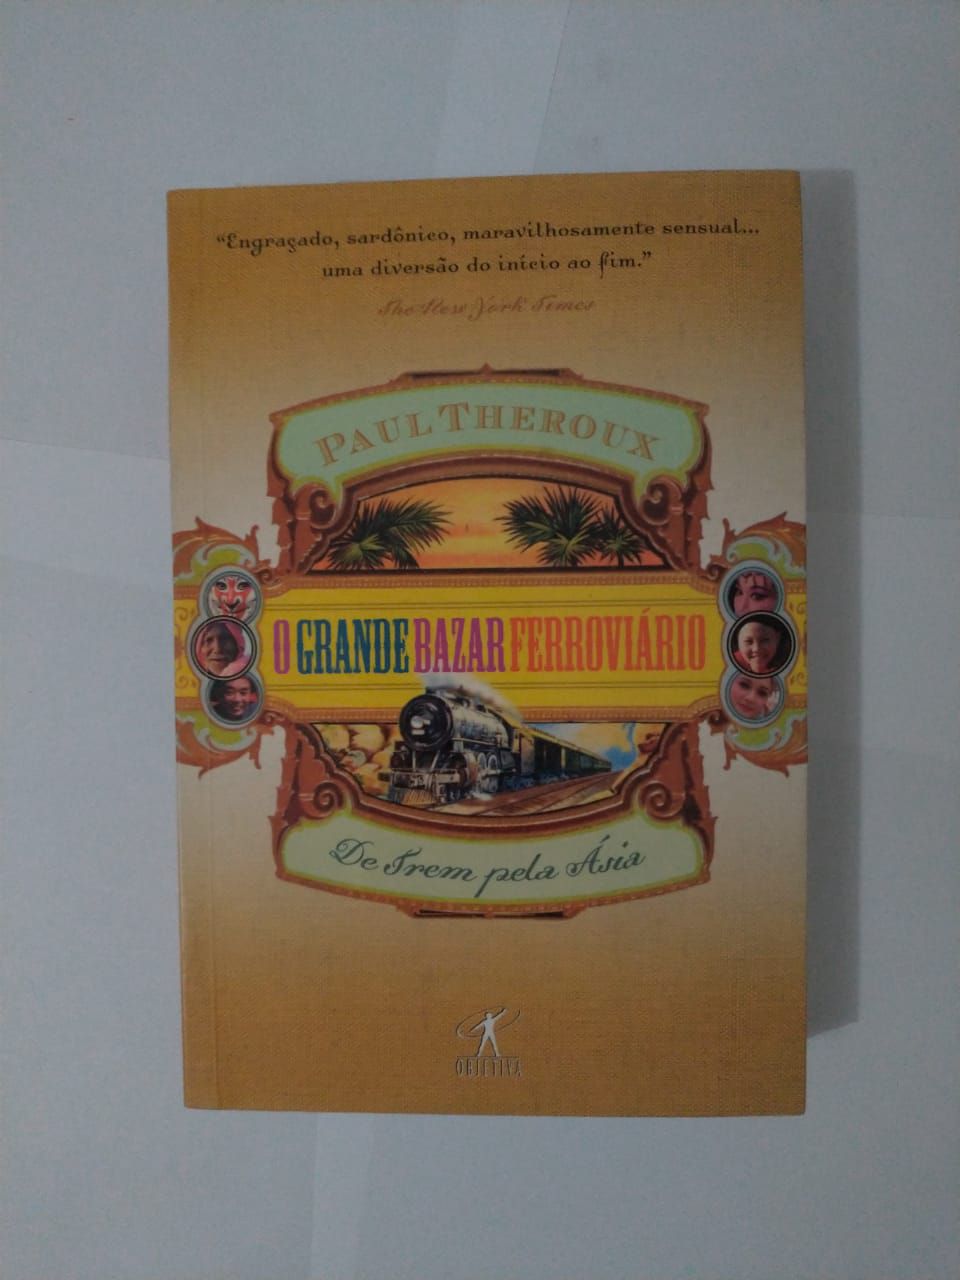 “Engraçado, sardônico, maravilhosamente sensual...
uma diversão do início ao fim.”
The New York Times
PAUL THEROUX
O GRANDE BAZAR FERROVIÁRIO
De Trem pela Ásia
OBJETIVA